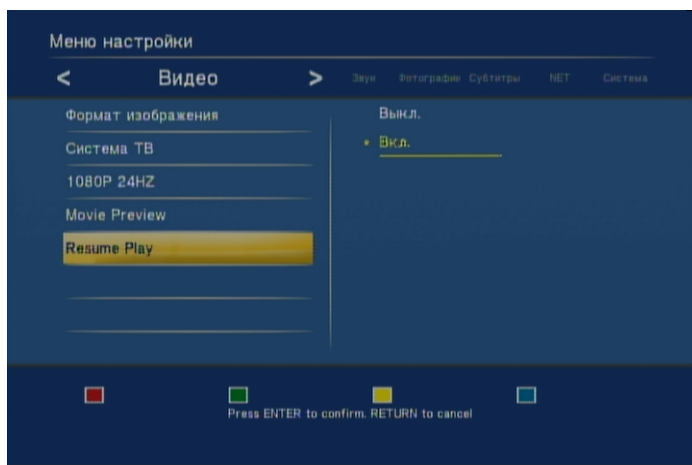 Меню настройки
< Видео > Звук Фотографии Субтитры NET Система
Формат изображения
Система ТВ
1080P 24HZ
Movie Preview
Resume Play
Выкл.
• Вкл.
Press ENTER to confirm. RETURN to cancel